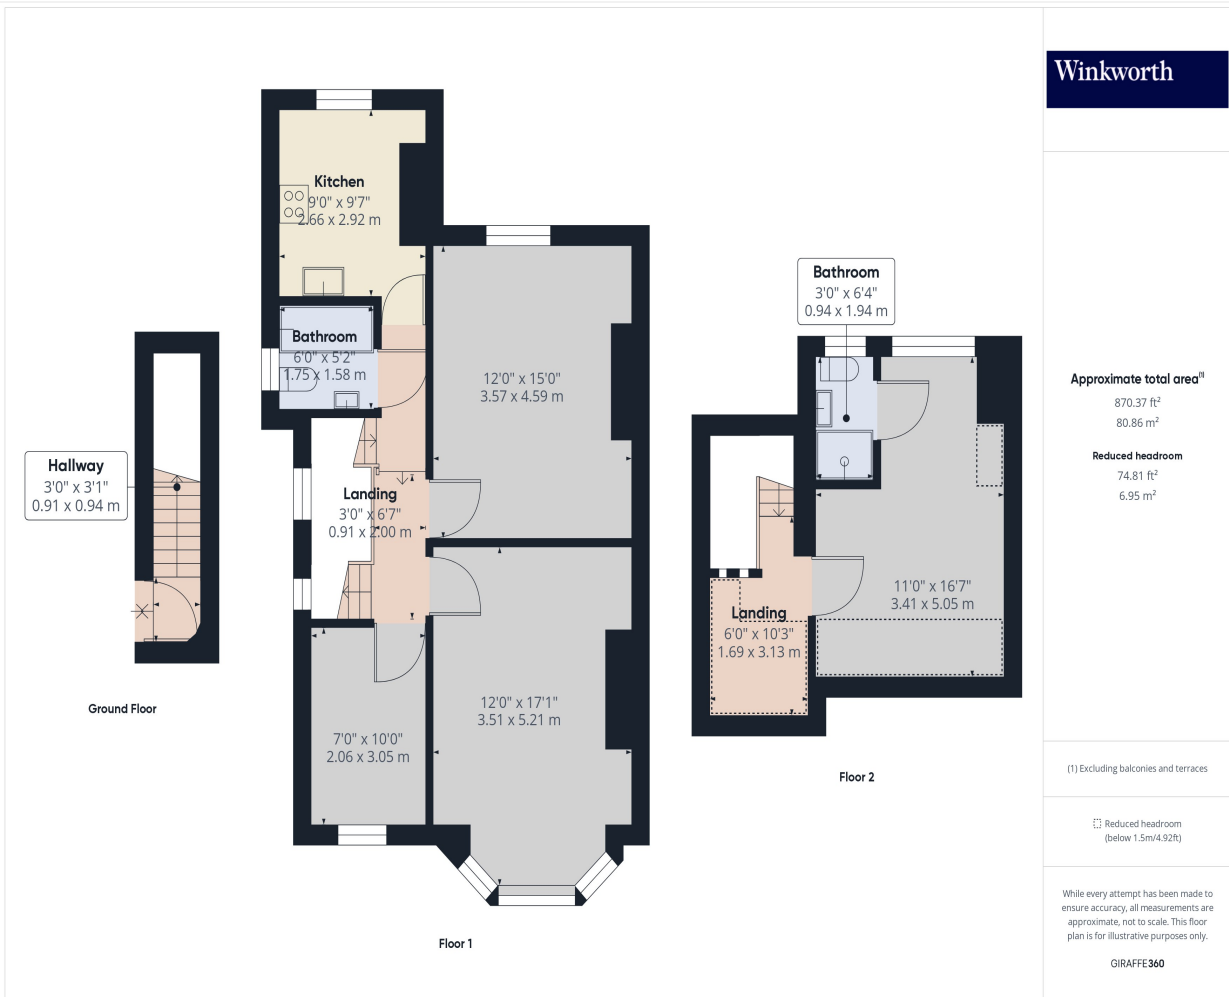 Winkworth
Kitchen
9'0" x 9'7"
2.66 x 2.92 m
Bathroom
6'0" x 5'2"
1.75 x 1.58 m
12'0" x 15'0"
3.57 x 4.59 m
Landing
3'0" x 6'7"
0.91 x 2.00 m
Hallway
3'0" x 3'1"
0.91 x 0.94 m
Ground Floor
7'0" x 10'0"
2.06 x 3.05 m
12'0" x 17'1"
3.51 x 5.21 m
Floor 1
Bathroom
3'0" x 6'4"
0.94 x 1.94 m
11'0" x 16'7"
3.41 x 5.05 m
Landing
6'0" x 10'3"
1.69 x 3.13 m
Floor 2
Approximate total area(1)
870.37 ft²
80.86 m²
Reduced headroom
74.81 ft²
6.95 m²
(1) Excluding balconies and terraces
Reduced headroom
(below 1.5m/4.92ft)
While every attempt has been made to
ensure accuracy, all measurements are
approximate, not to scale. This floor
plan is for illustrative purposes only.
GIRAFFE360